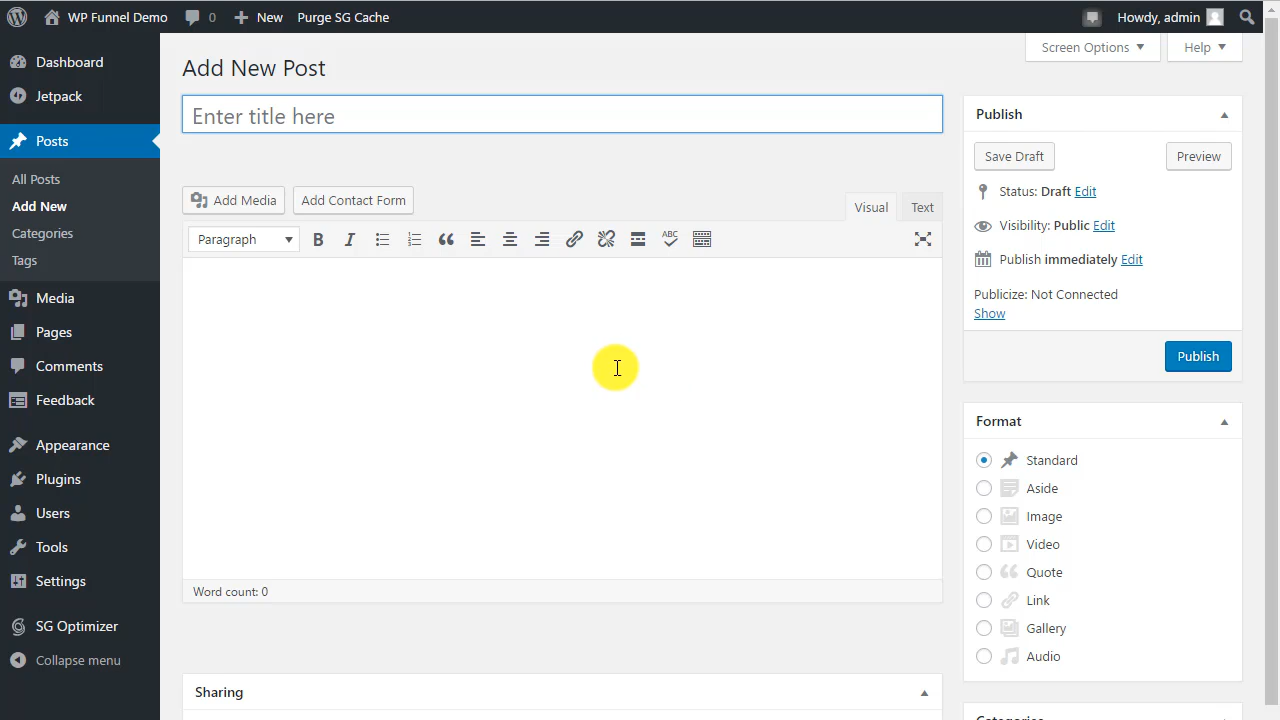 WP Funnel Demo 0 New Purge SG Cache Howdy, admin
Dashboard
Jetpack
Posts
All Posts
Add New
Categories
Tags
Media
Pages
Comments
Feedback
Appearance
Plugins
Users
Tools
Settings
SG Optimizer
Collapse menu
Screen Options Help
Add New Post
Enter title here
Add Media Add Contact Form
Visual Text
Paragraph B I ABC
Word count: 0
Sharing
Publish
Save Draft Preview
Status: Draft Edit
Visibility: Public Edit
Publish immediately Edit
Publicize: Not Connected
Show
Publish
Format
Standard
Aside
Image
Video
Quote
Link
Gallery
Audio
Categories